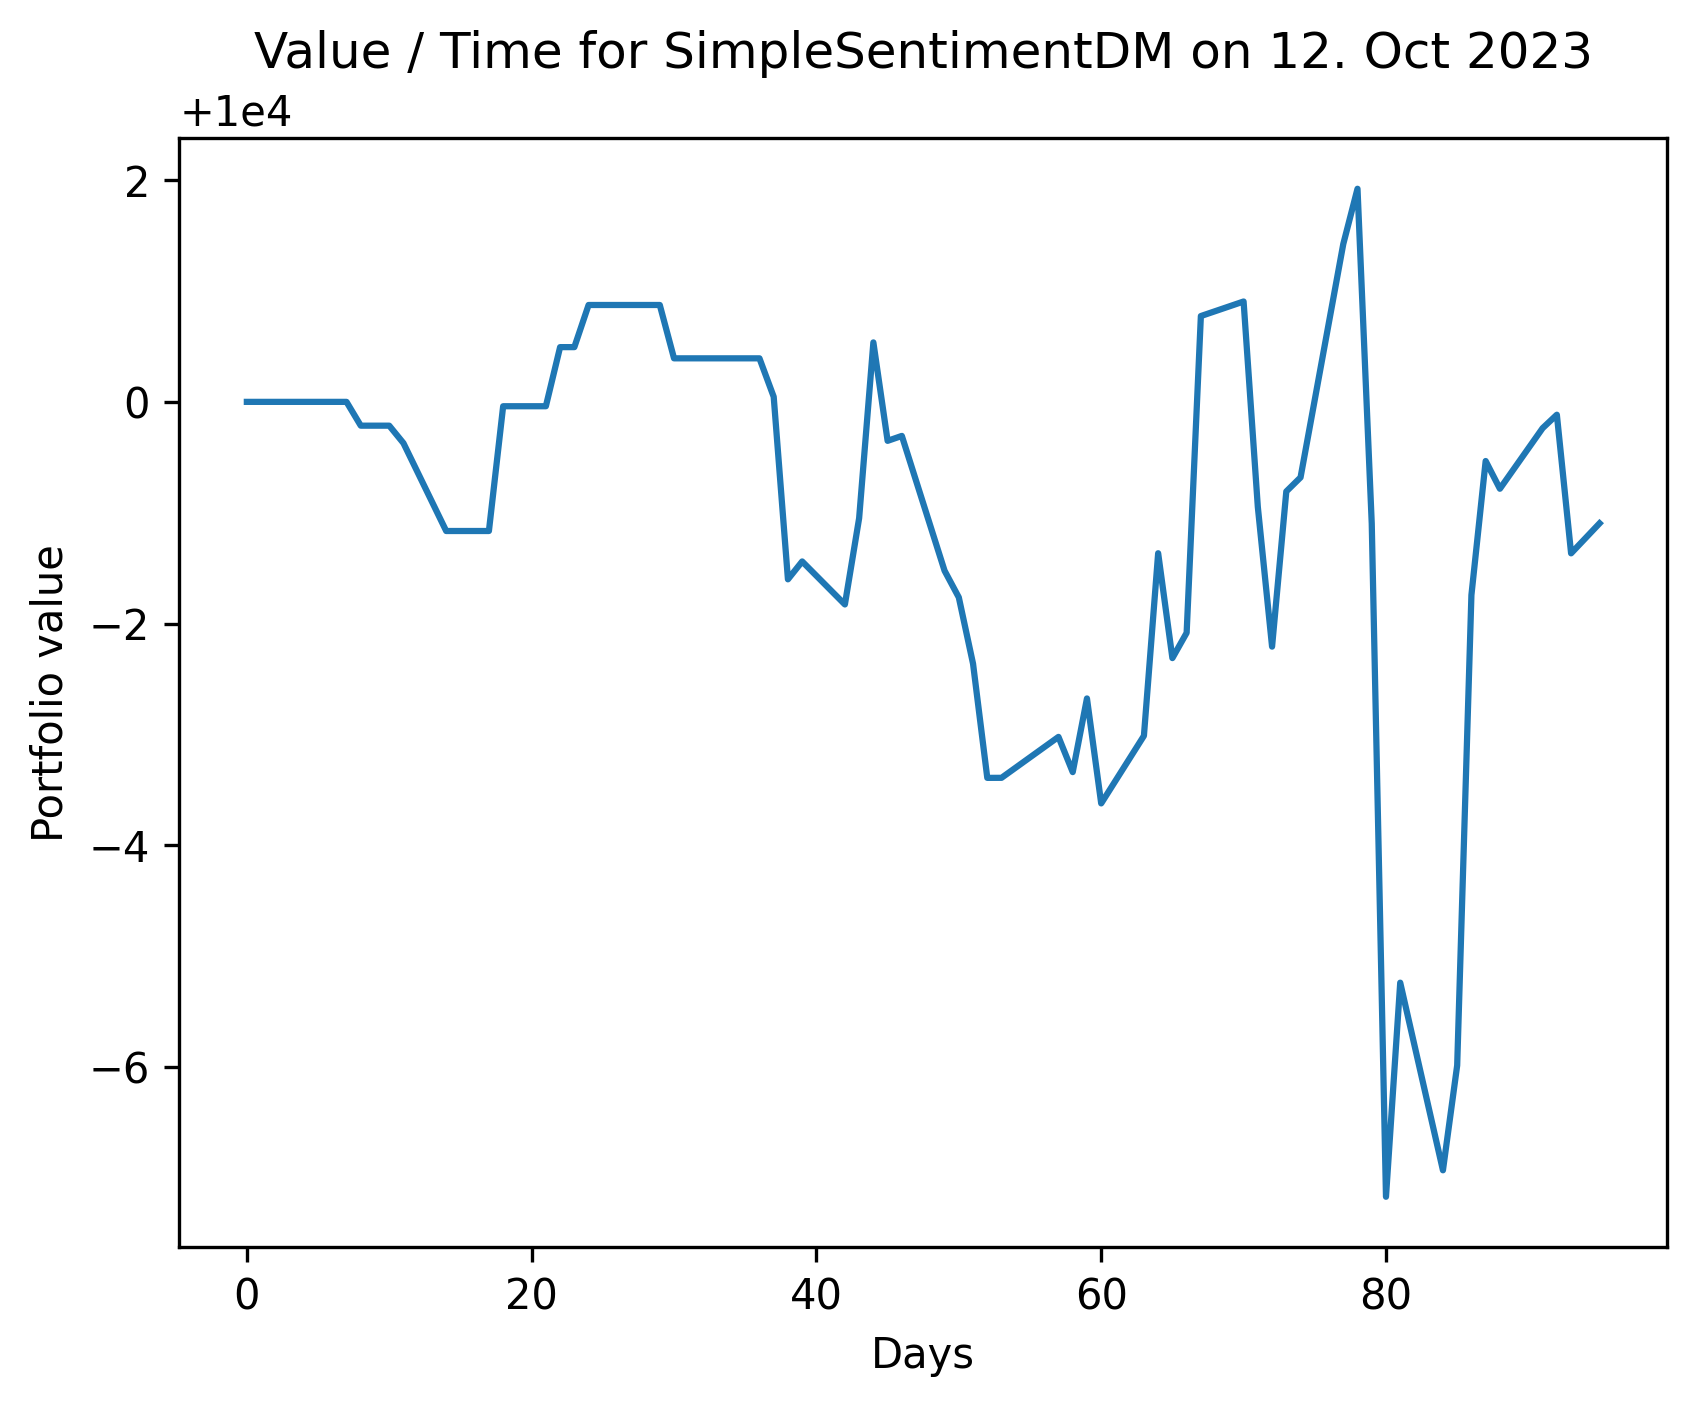 Value / Time for SimpleSentimentDM on 12. Oct 2023
+1e4
2
0
−2
−4
−6
Portfolio value
0 20 40 60 80
Days